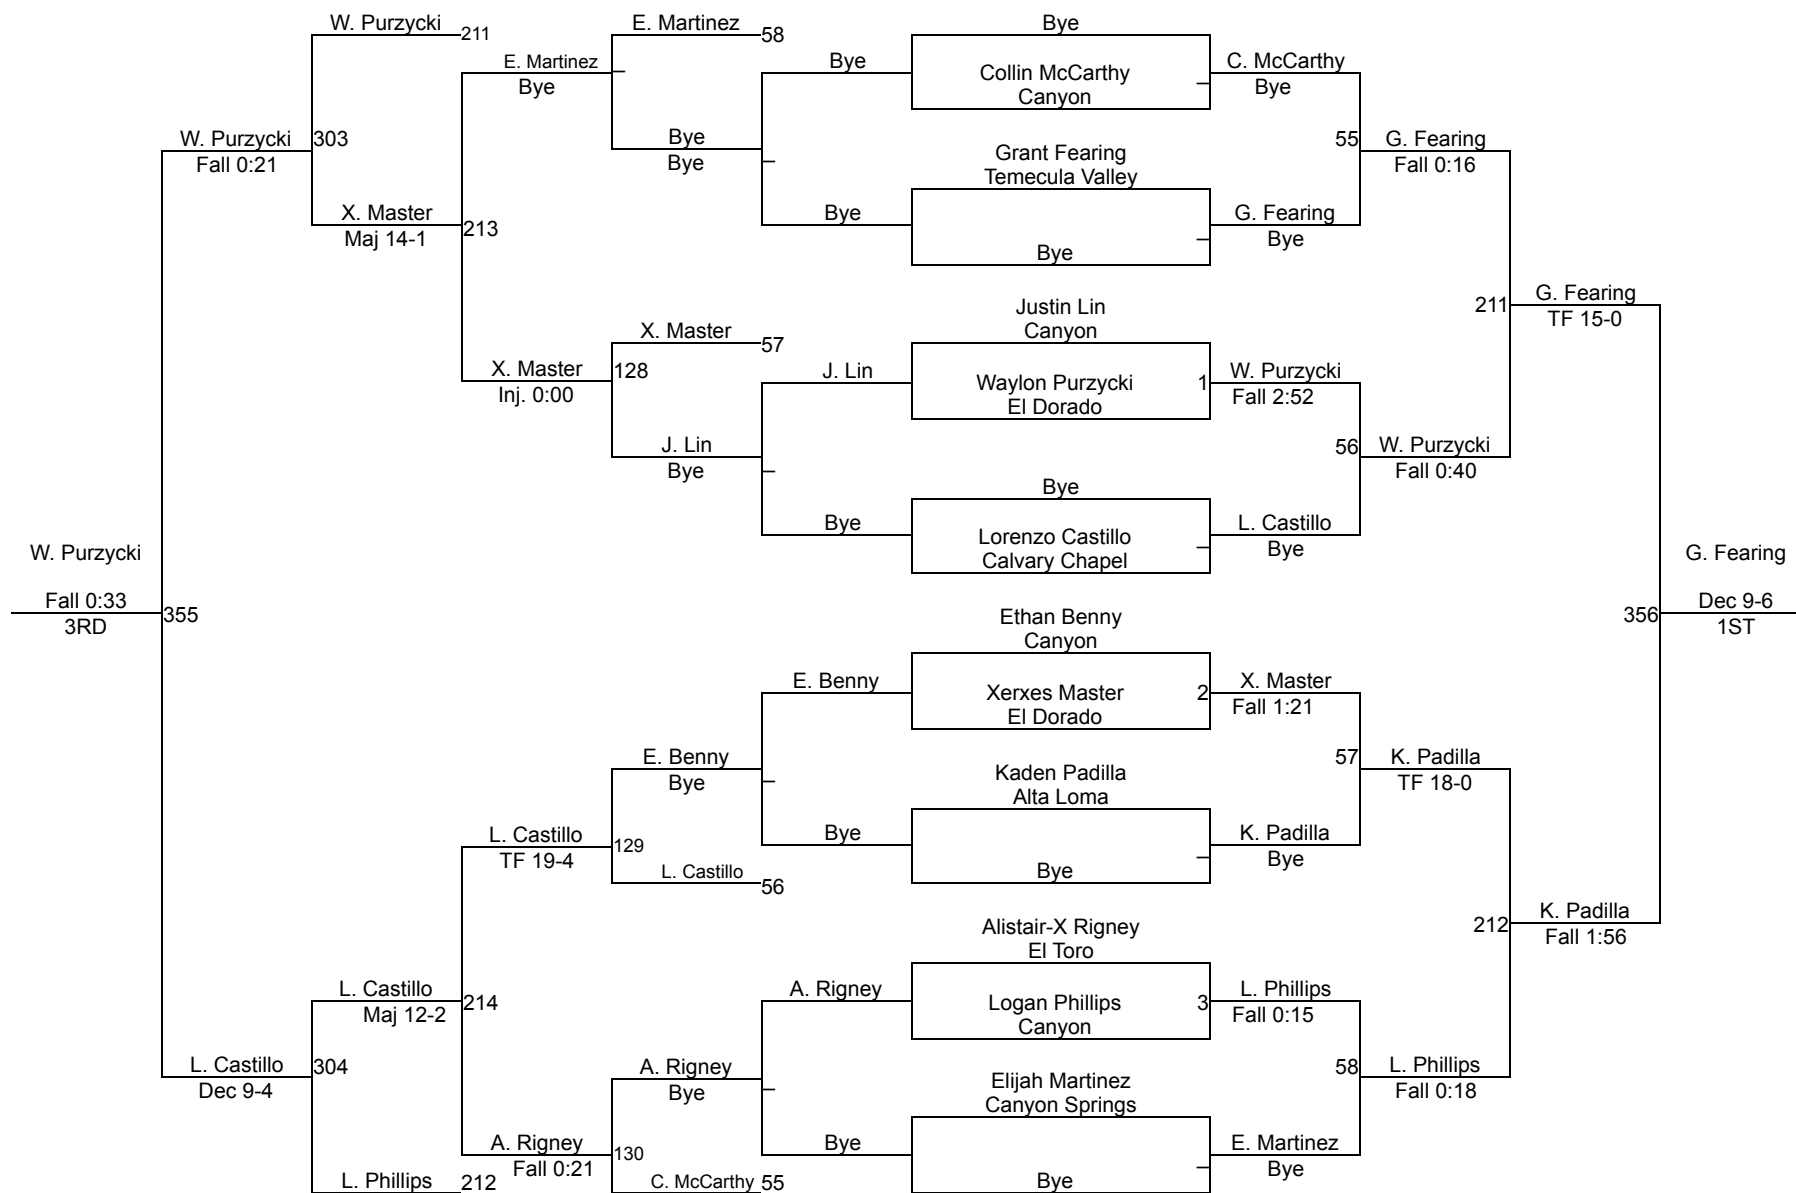 W. Purzycki
211
E. Martinez
58
Bye
E. Martinez
Bye
Bye
Collin McCarthy
Canyon
C. McCarthy
Bye
W. Purzycki
Fall 0:21
303
Bye
Bye
Grant Fearing
Temecula Valley
55
G. Fearing
Fall 0:16
X. Master
Maj 14-1
213
Bye
Bye
G. Fearing
Bye
Justin Lin
Canyon
211
G. Fearing
TF 15-0
X. Master
57
X. Master
Inj. 0:00
128
J. Lin
Waylon Purzycki
El Dorado
1
W. Purzycki
Fall 2:52
J. Lin
Bye
56
W. Purzycki
Fall 0:40
Bye
Bye
Lorenzo Castillo
Calvary Chapel
L. Castillo
Bye
W. Purzycki
Fall 0:33
3RD
355
G. Fearing
Dec 9-6
1ST
356
Ethan Benny
Canyon
E. Benny
Xerxes Master
El Dorado
2
X. Master
Fall 1:21
E. Benny
Bye
Kaden Padilla
Alta Loma
57
K. Padilla
TF 18-0
L. Castillo
TF 19-4
129
L. Castillo
56
Bye
Bye
K. Padilla
Bye
Alistair-X Rigney
El Toro
212
K. Padilla
Fall 1:56
L. Castillo
Maj 12-2
214
A. Rigney
Logan Phillips
Canyon
3
L. Phillips
Fall 0:15
L. Castillo
Dec 9-4
304
A. Rigney
Bye
Elijah Martinez
Canyon Springs
58
L. Phillips
Fall 0:18
A. Rigney
Fall 0:21
130
Bye
Bye
E. Martinez
Bye
L. Phillips
212
C. McCarthy
55